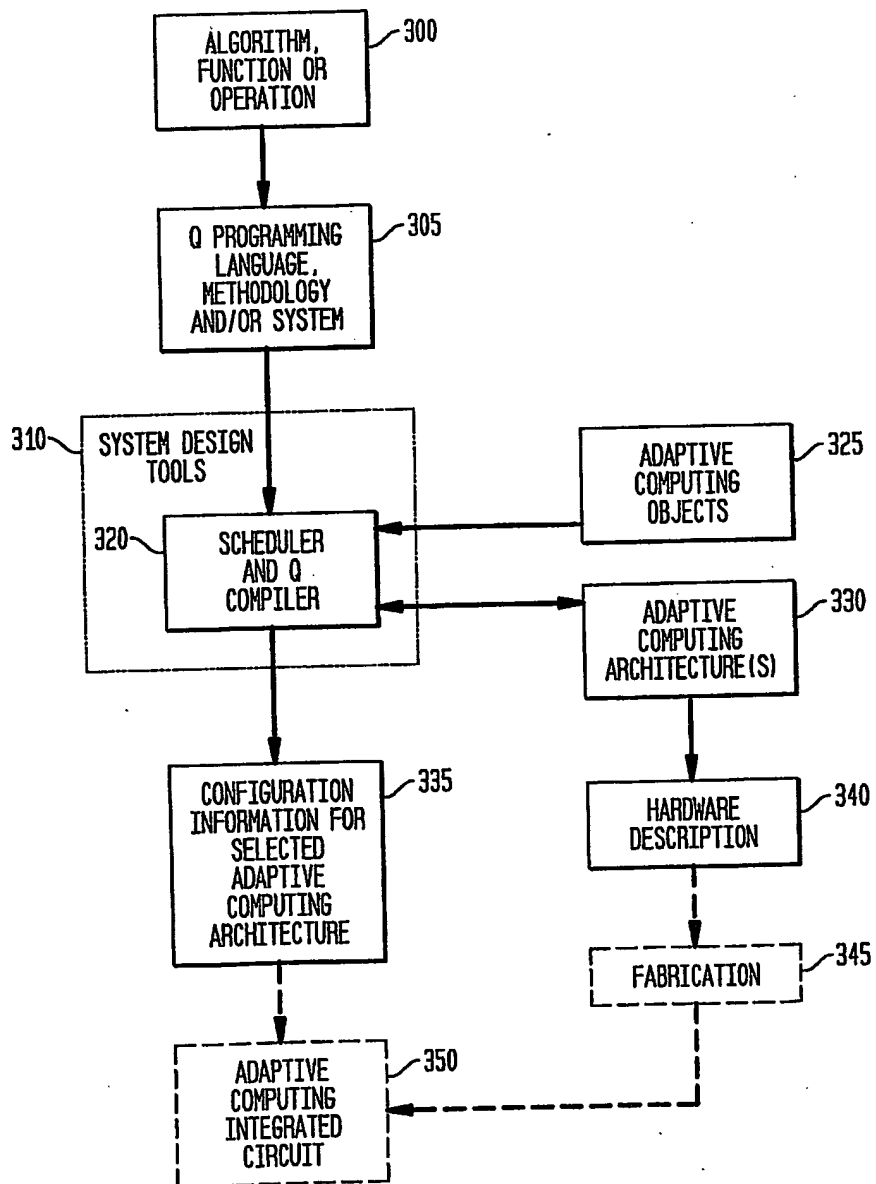 ALGORITHM,
FUNCTION OR
OPERATION
300
Q PROGRAMMING
LANGUAGE,
METHODOLOGY
AND/OR SYSTEM
305
310
SYSTEM DESIGN
TOOLS
320
SCHEDULER
AND Q
COMPILER
ADAPTIVE
COMPUTING
OBJECTS
325
ADAPTIVE
COMPUTING
ARCHITECTURE(S)
330
CONFIGURATION
INFORMATION FOR
SELECTED
ADAPTIVE
COMPUTING
ARCHITECTURE
335
HARDWARE
DESCRIPTION
340
FABRICATION
345
ADAPTIVE
COMPUTING
INTEGRATED
CIRCUIT
350